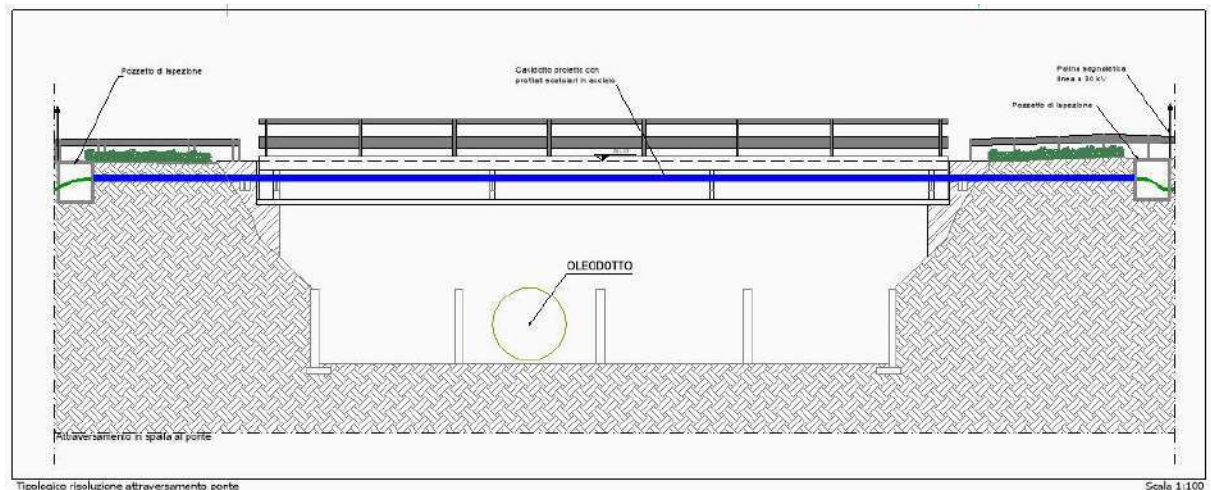 Pozzetto di ispezione
Cavidotto protetto con
profilati scatolari in acciaio
Palina segnaletica
linea a 30 kV
Pozzetto di ispezione
OLEODOTTO
Attraversamento in spalla al ponte
Tipologico risoluzione attraversamento ponte
Scala 1:100